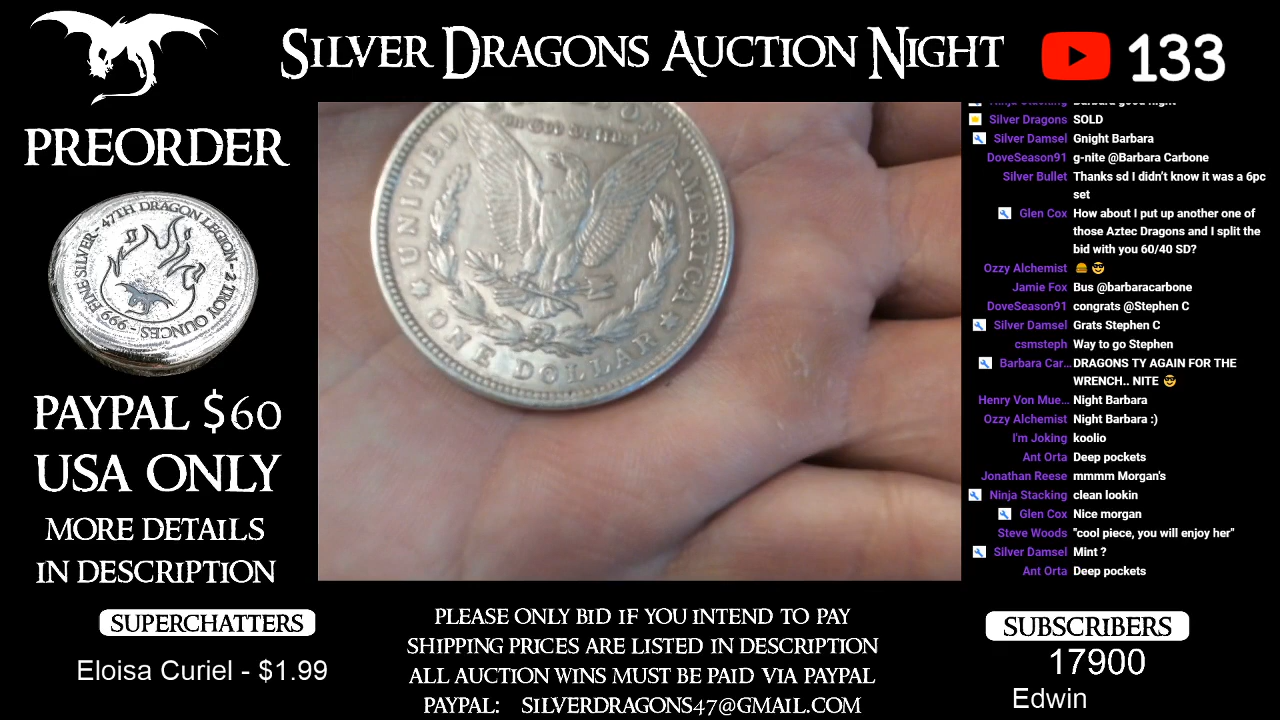 SILVER DRAGONS AUCTION NIGHT
133
PREORDER
47TH DRAGON LEGION - 2 TROY OUNCES - .999 FINE SILVER -
PAYPAL $60
USA ONLY
MORE DETAILS
IN DESCRIPTION
SUPERCHATTERS
Eloisa Curiel - $1.99
UNITED AMERICA
ONE DOLLAR
Ninja Stacking Barbara good night
Silver Dragons SOLD
Silver Damsel Gnight Barbara
DoveSeason91 g-nite @Barbara Carbone
Silver Bullet Thanks sd I didn't know it was a 6pc
set
Glen Cox How about I put up another one of
those Aztec Dragons and I split the
bid with you 60/40 SD?
Ozzy Alchemist 🍔 😎
Jamie Fox Bus @barbaracarbone
DoveSeason91 congrats @Stephen C
Silver Damsel Grats Stephen C
csmsteph Way to go Stephen
Barbara Car... DRAGONS TY AGAIN FOR THE
WRENCH.. NITE 😎
Henry Von Mue... Night Barbara
Ozzy Alchemist Night Barbara :)
I'm Joking koolio
Ant Orta Deep pockets
Jonathan Reese mmmm Morgan's
Ninja Stacking clean lookin
Glen Cox Nice morgan
Steve Woods "cool piece, you will enjoy her"
Silver Damsel Mint ?
Ant Orta Deep pockets
PLEASE ONLY BID IF YOU INTEND TO PAY
SHIPPING PRICES ARE LISTED IN DESCRIPTION
ALL AUCTION WINS MUST BE PAID VIA PAYPAL
PAYPAL: SILVERDRAGONS47@GMAIL.COM
SUBSCRIBERS
17900
Edwin